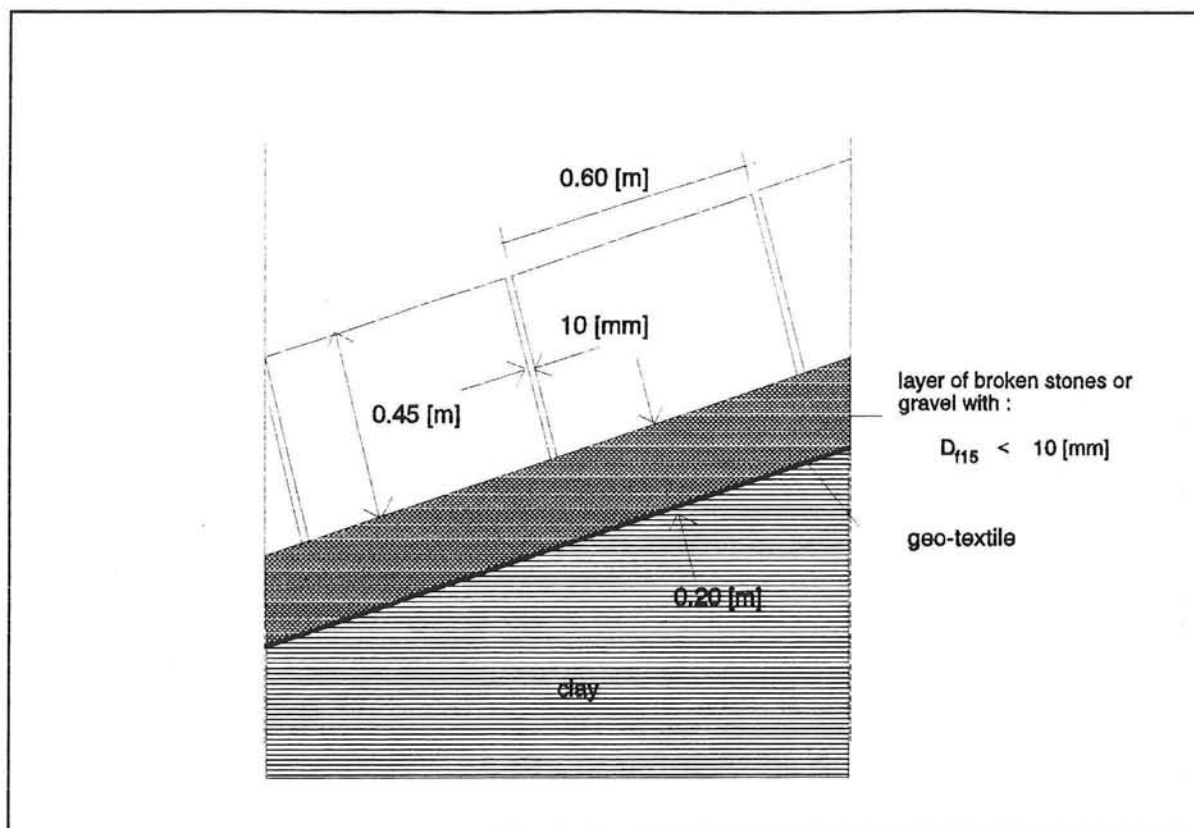 0.60 [m]
10 [mm]
0.45 [m]
layer of broken stones or
gravel with :
D_f15 < 10 [mm]
geo-textile
0.20 [m]
clay